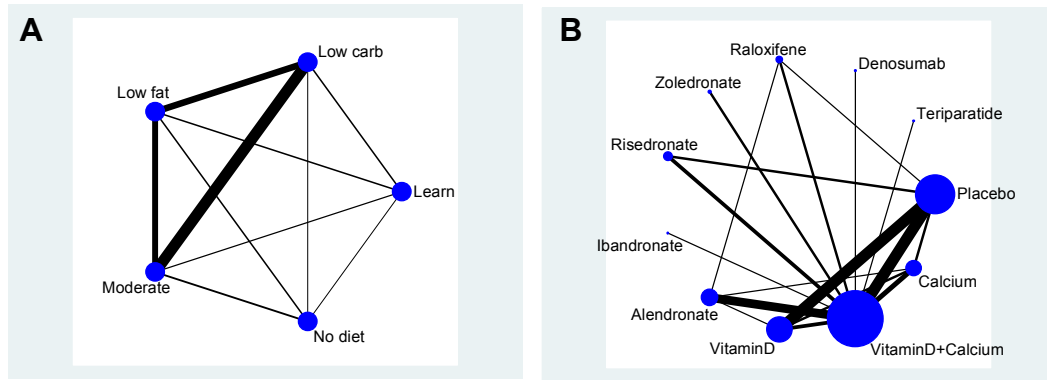 A
Low carb
Low fat
Learn
Moderate
No diet
B
Raloxifene
Denosumab
Zoledronate
Teriparatide
Risedronate
Placebo
Ibandronate
Calcium
Alendronate
VitaminD
VitaminD+Calcium